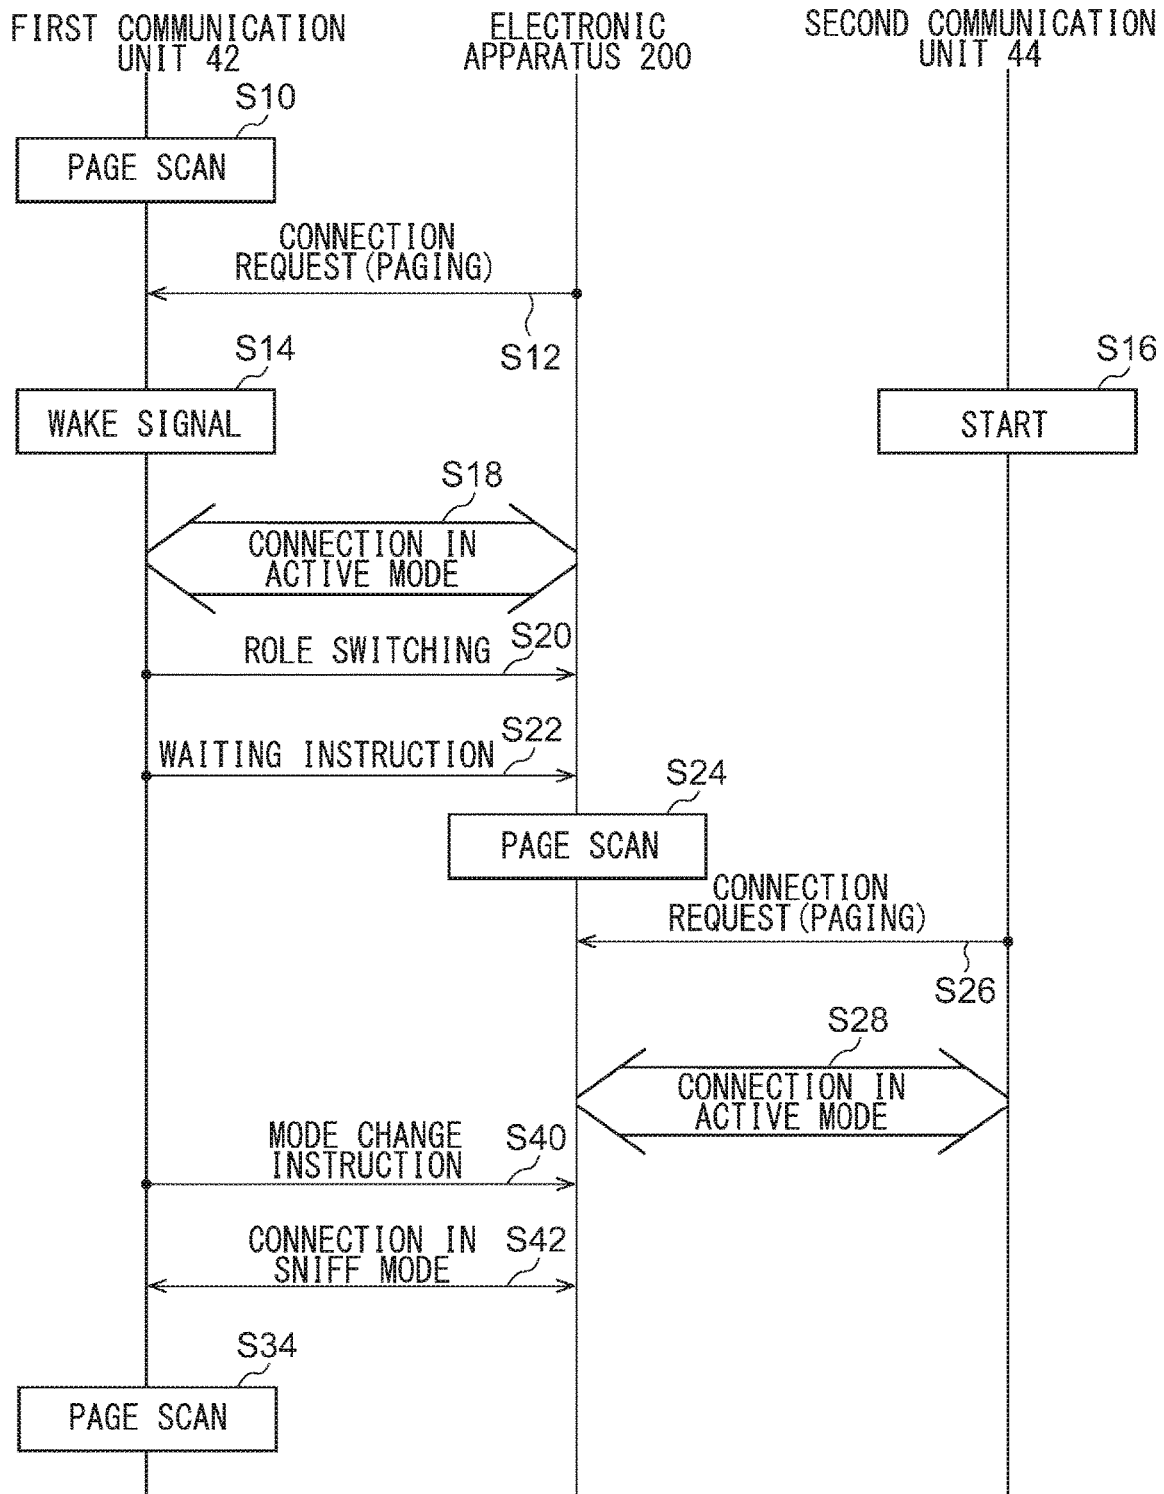 FIRST COMMUNICATION
UNIT 42
ELECTRONIC
APPARATUS 200
SECOND COMMUNICATION
UNIT 44
S10
PAGE SCAN
CONNECTION
REQUEST(PAGING)
S12
S14
WAKE SIGNAL
S16
START
S18
CONNECTION IN
ACTIVE MODE
S20
ROLE SWITCHING
S22
WAITING INSTRUCTION
S24
PAGE SCAN
CONNECTION
REQUEST(PAGING)
S26
S28
CONNECTION IN
ACTIVE MODE
MODE CHANGE
INSTRUCTION
S40
CONNECTION IN
SNIFF MODE
S42
S34
PAGE SCAN